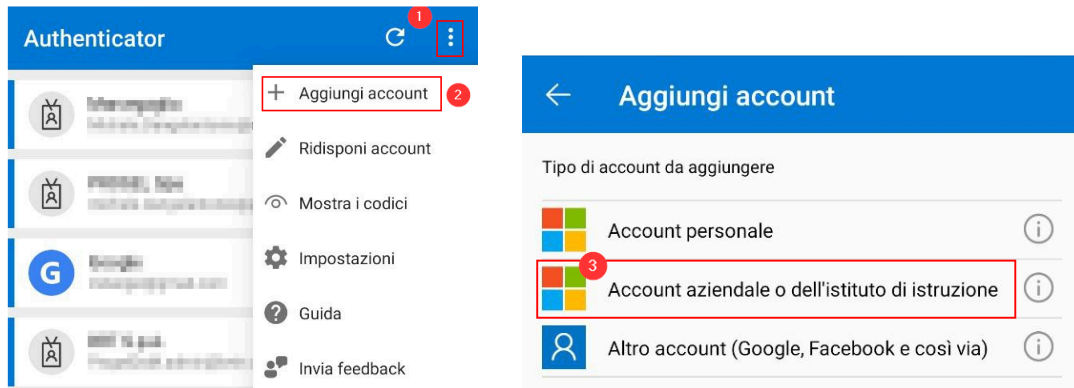 Authenticator
1
Aggiungi account
2
Ridisponi account
Mostra i codici
Impostazioni
Guida
Invia feedback
G
Aggiungi account
Tipo di account da aggiungere
Account personale
3
Account aziendale o dell'istituto di istruzione
Altro account (Google, Facebook e così via)